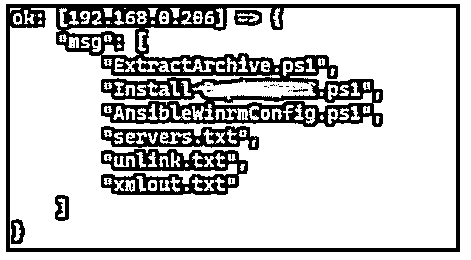 ok: [192.168.0.206] => {
"msg": [
"ExtractArchive.ps1",
"Install-.ps1",
"AnsibleWinrmConfig.ps1",
"servers.txt",
"unlink.txt",
"xmlout.txt"
]
}